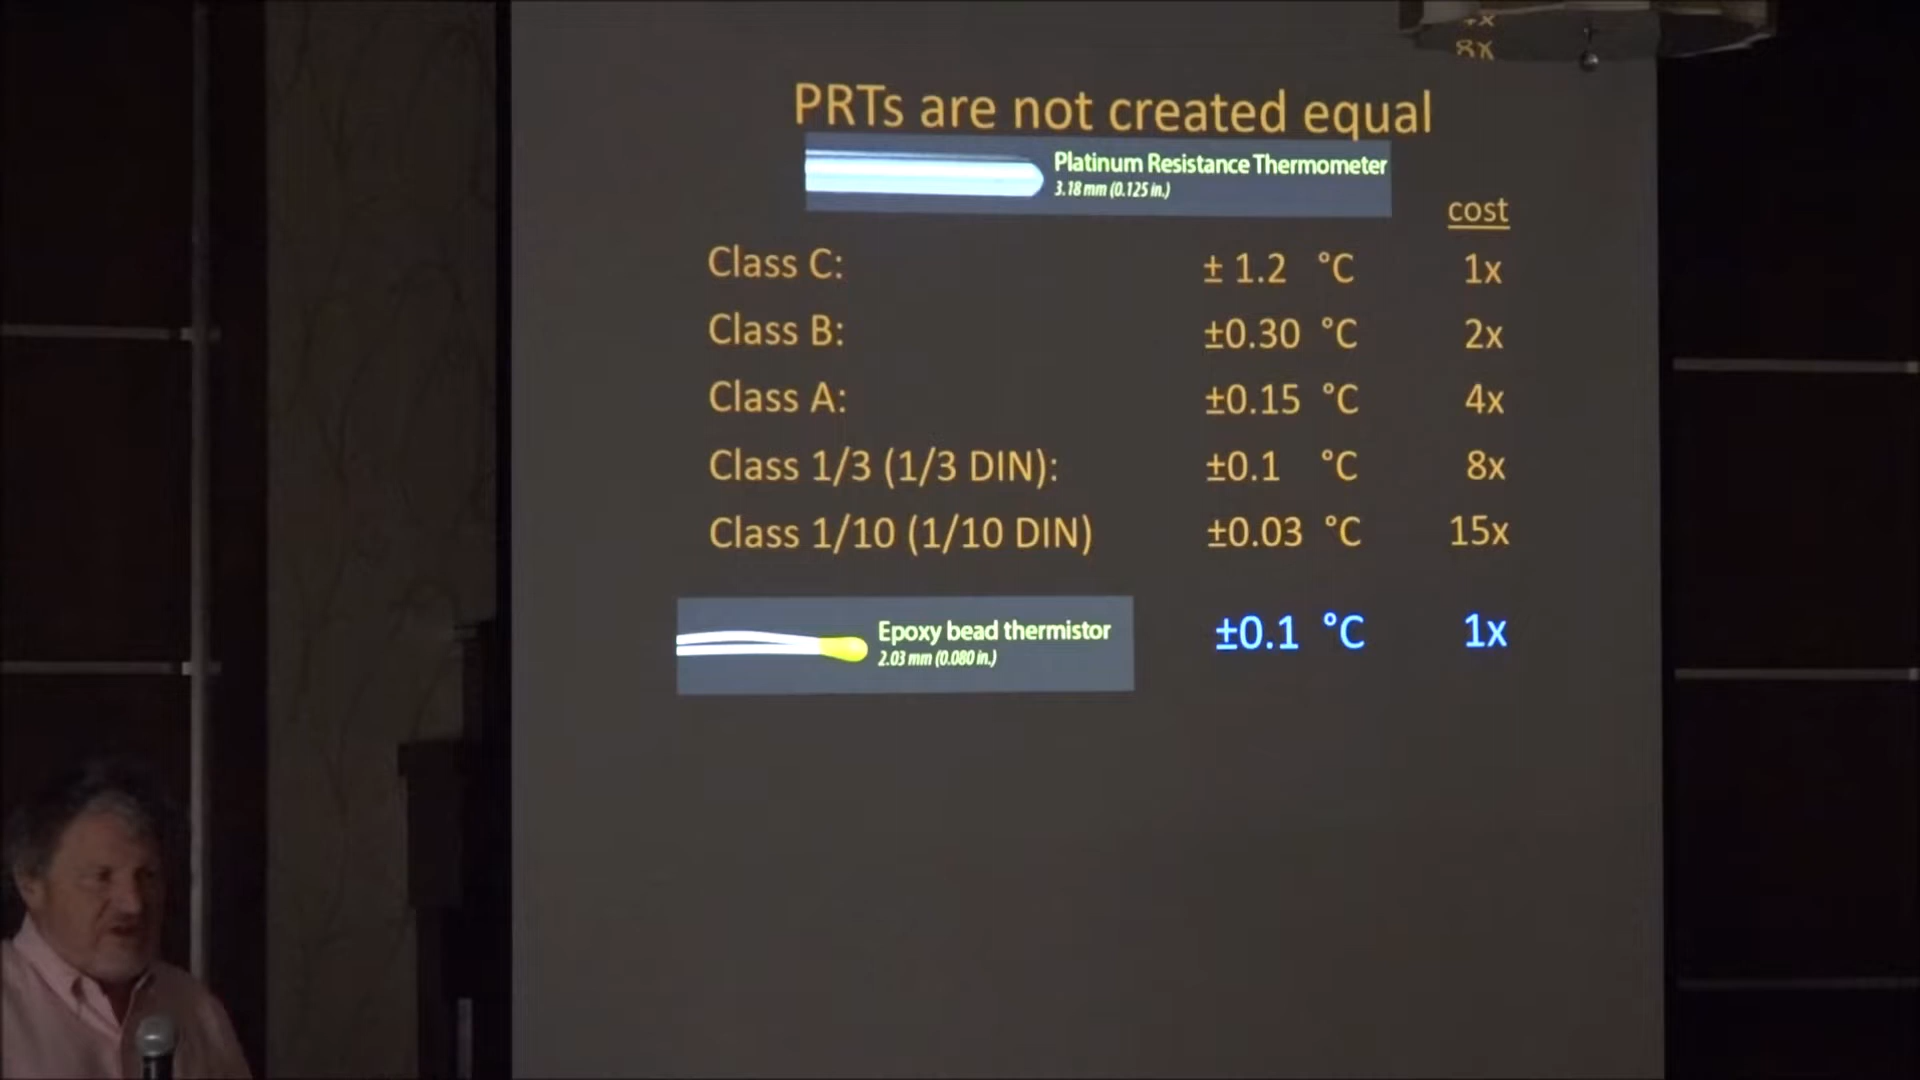 4x
8x
PRTs are not created equal
Platinum Resistance Thermometer
3.18 mm (0.125 in.)
cost
Class C: ± 1.2 °C 1x
Class B: ±0.30 °C 2x
Class A: ±0.15 °C 4x
Class 1/3 (1/3 DIN): ±0.1 °C 8x
Class 1/10 (1/10 DIN) ±0.03 °C 15x
Epoxy bead thermistor ±0.1 °C 1x
2.03 mm (0.080 in.)